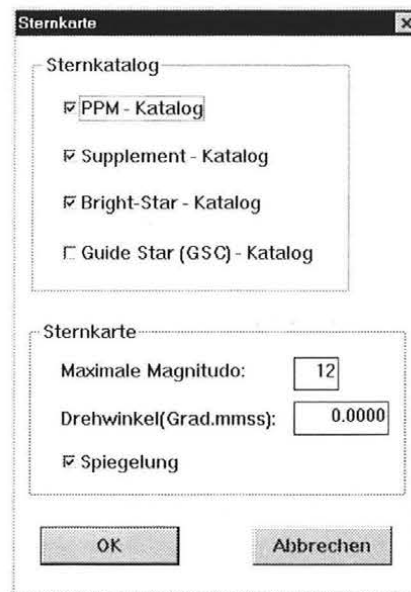 Sternkarte
Sternkatalog
PPM - Katalog
Supplement - Katalog
Bright-Star - Katalog
Guide Star (GSC) - Katalog
Sternkarte
Maximale Magnitudo: 12
Drehwinkel(Grad.mmss): 0.0000
Spiegelung
OK Abbrechen